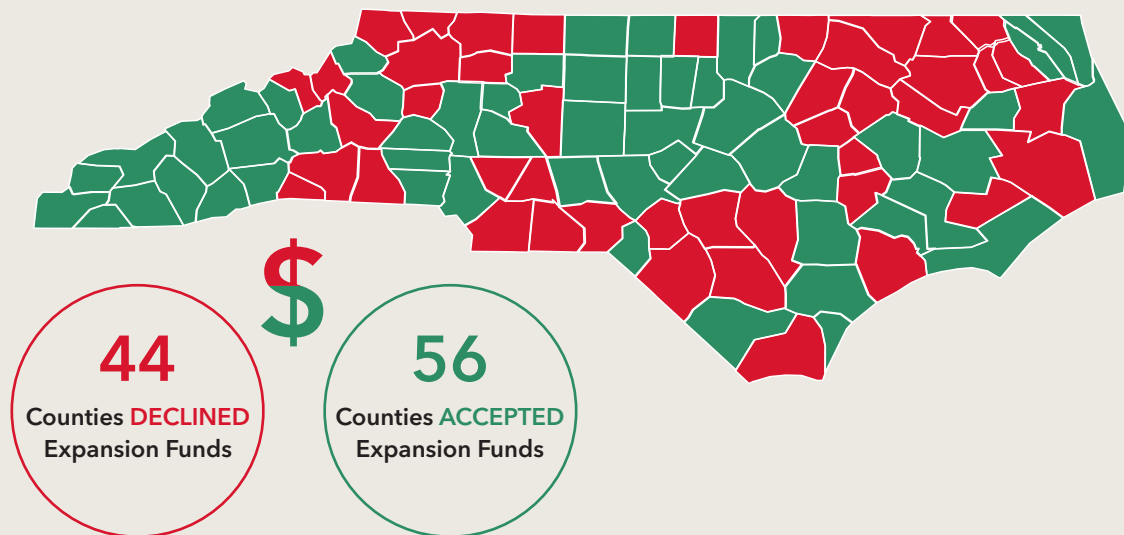 $
44
Counties DECLINED
Expansion Funds
56
Counties ACCEPTED
Expansion Funds